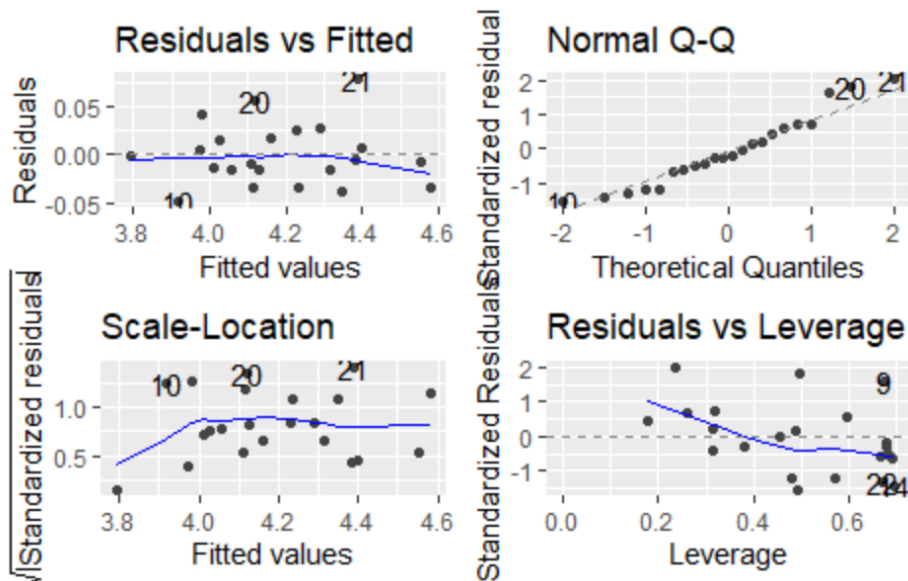 Residuals vs Fitted
Residuals
0.05
0.00
-0.05
20
21
10
3.8 4.0 4.2 4.4 4.6
Fitted values
Normal Q-Q
Standardized residual
2
1
0
-1
20
21
10
-2 -1 0 1 2
Theoretical Quantiles
Scale-Location
√|Standardized residuals|
1.0
0.5
10
20
21
3.8 4.0 4.2 4.4 4.6
Fitted values
Residuals vs Leverage
Standardized Residuals
2
1
0
-1
9
22
14
0.0 0.2 0.4 0.6
Leverage